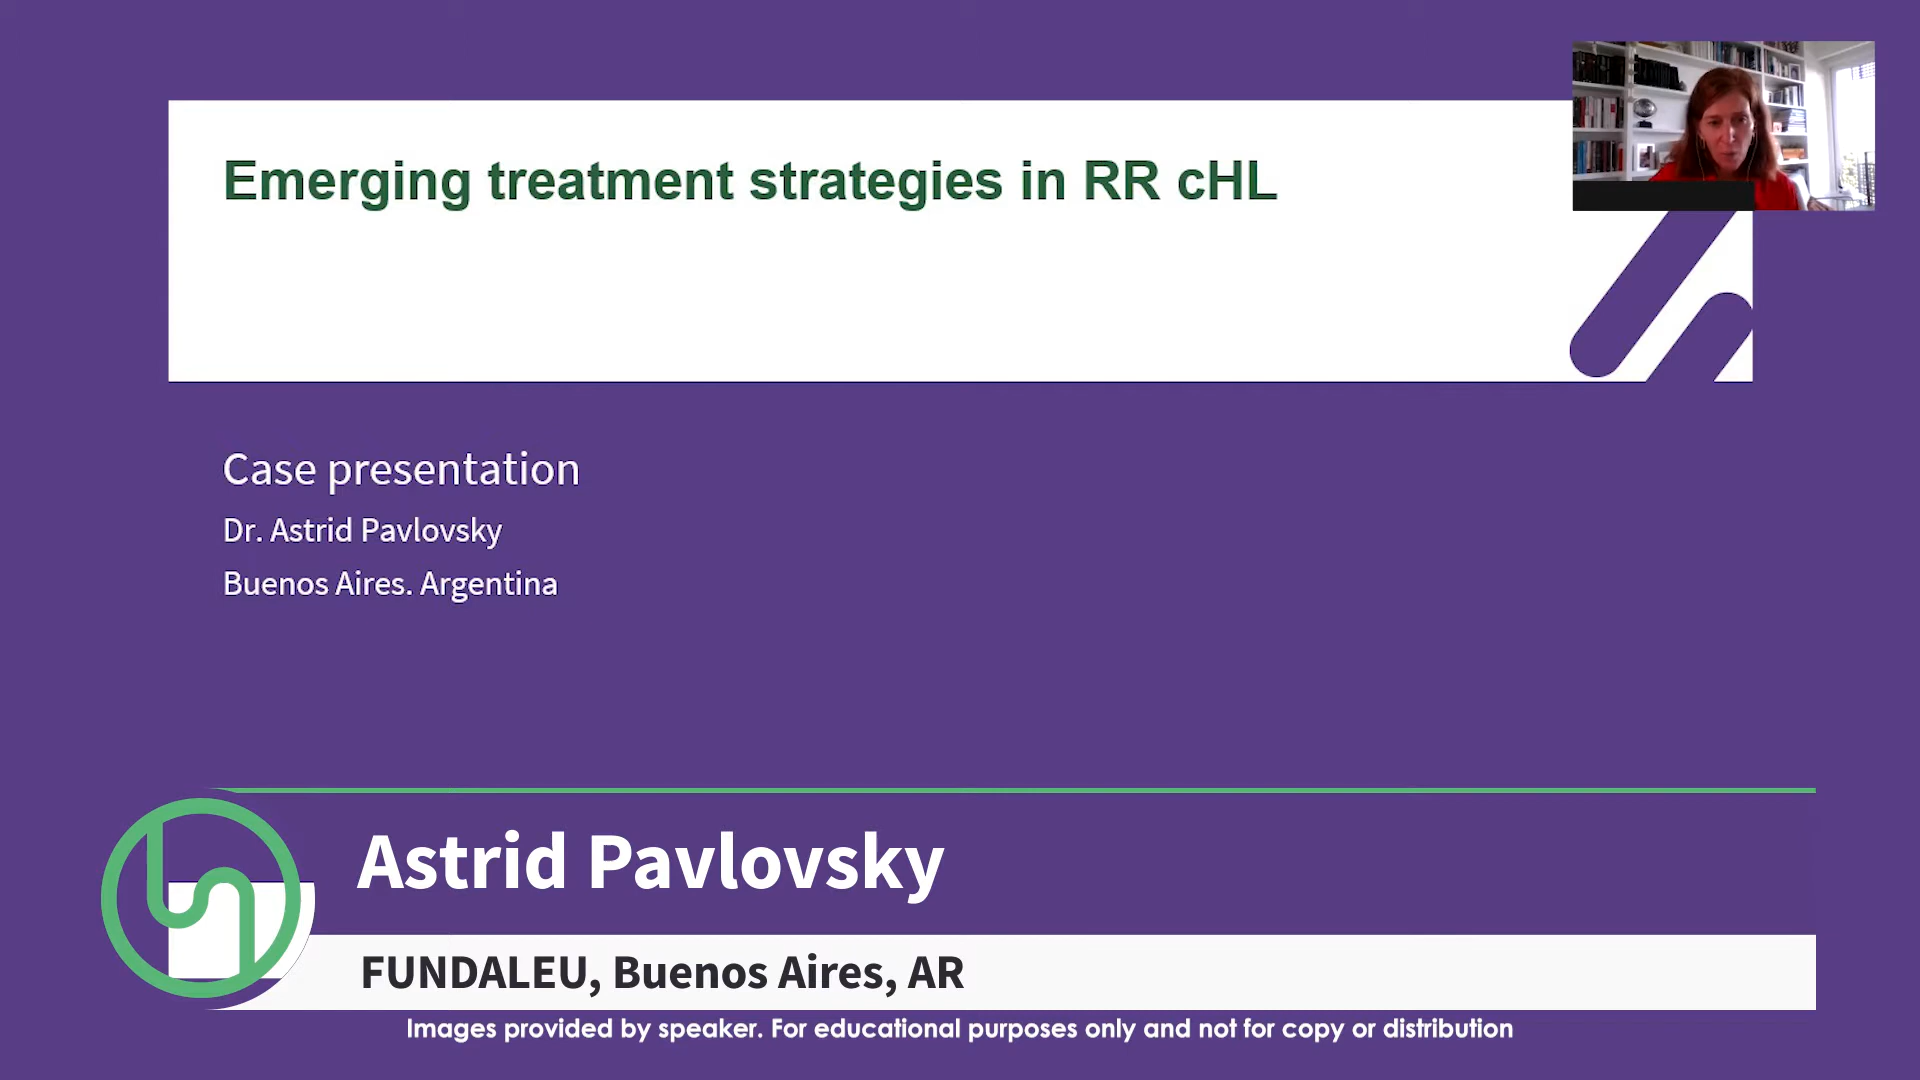 Emerging treatment strategies in RR cHL
Case presentation
Dr. Astrid Pavlovsky
Buenos Aires. Argentina
Astrid Pavlovsky
FUNDALEU, Buenos Aires, AR
Images provided by speaker. For educational purposes only and not for copy or distribution